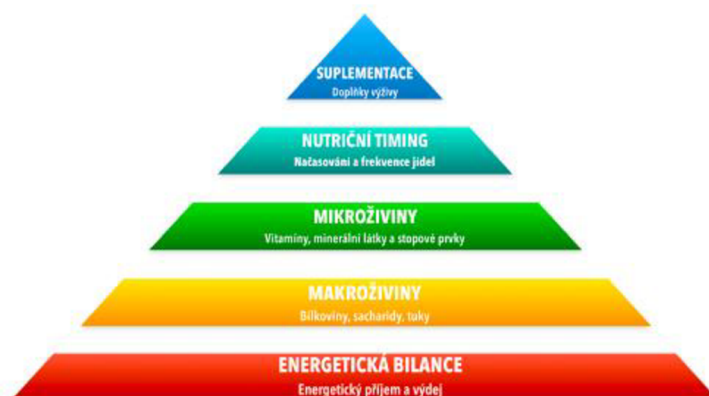 SUPLEMENTACE
Doplňky výživy
NUTRIČNÍ TIMING
Načasování a frekvence jídel
MIKROŽIVINY
Vitamíny, minerální látky a stopové prvky
MAKROŽIVINY
Bílkoviny, sacharidy, tuky
ENERGETICKÁ BILANCE
Energetický příjem a výdej